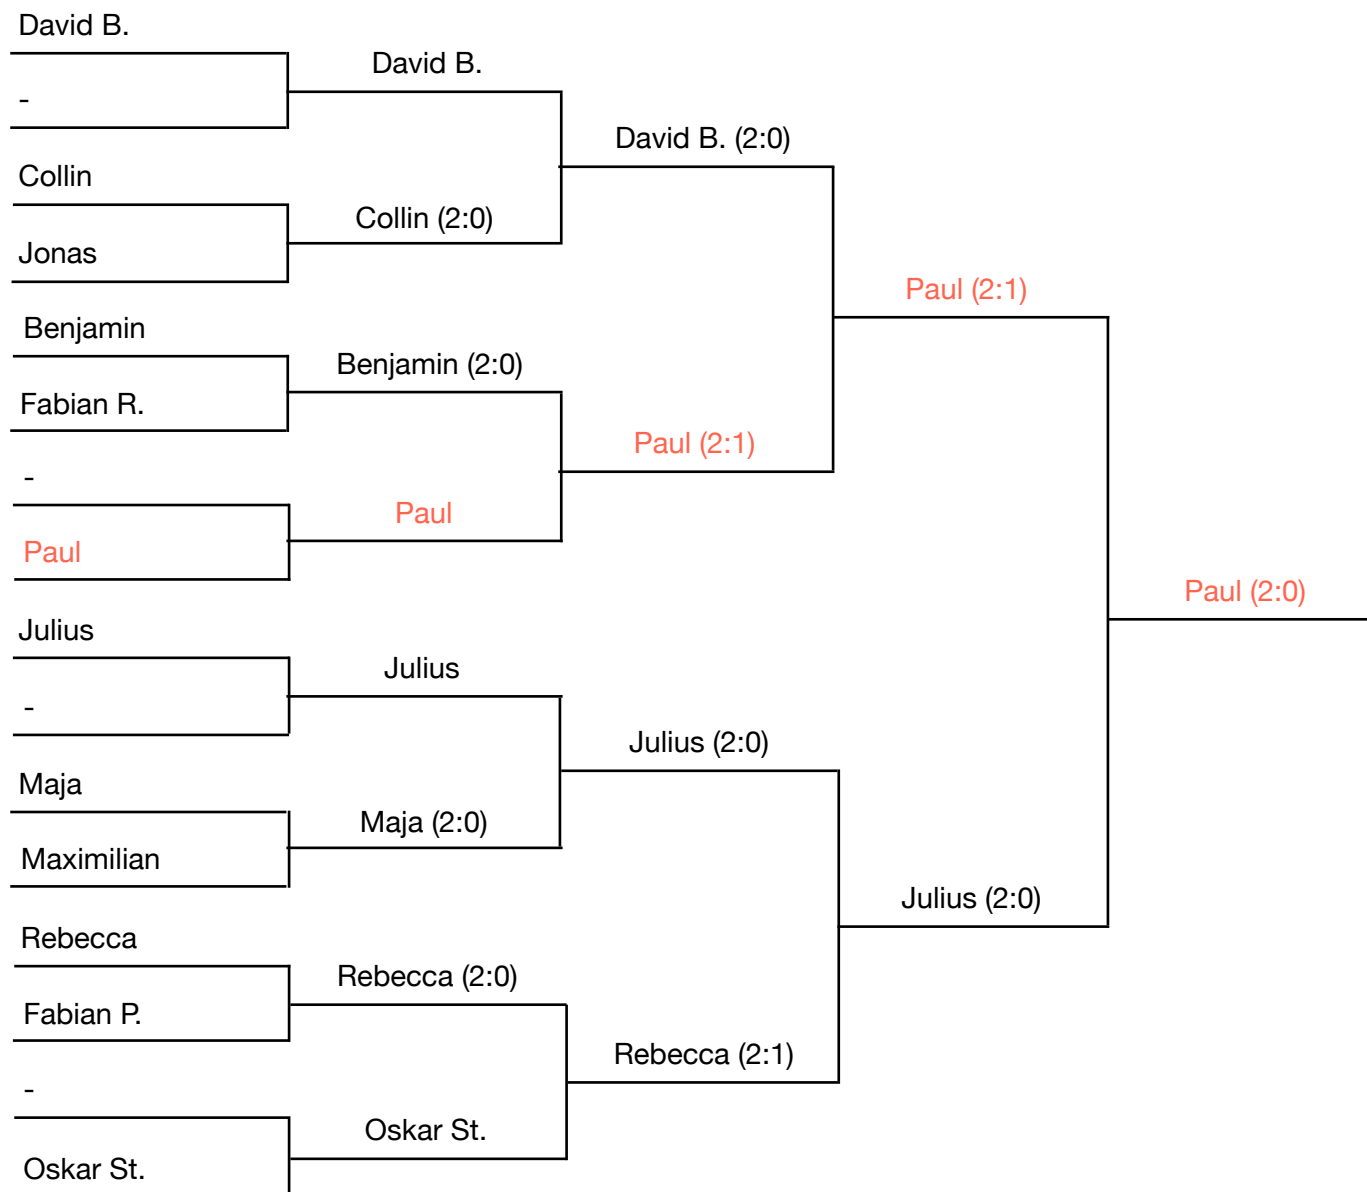 David B.
-
Collin
Jonas
Benjamin
Fabian R.
-
Paul
Julius
-
Maja
Maximilian
Rebecca
Fabian P.
-
Oskar St.
David B.
Collin (2:0)
Benjamin (2:0)
Paul
Julius
Maja (2:0)
Rebecca (2:0)
Oskar St.
David B. (2:0)
Paul (2:1)
Julius (2:0)
Rebecca (2:1)
Paul (2:1)
Julius (2:0)
Paul (2:0)